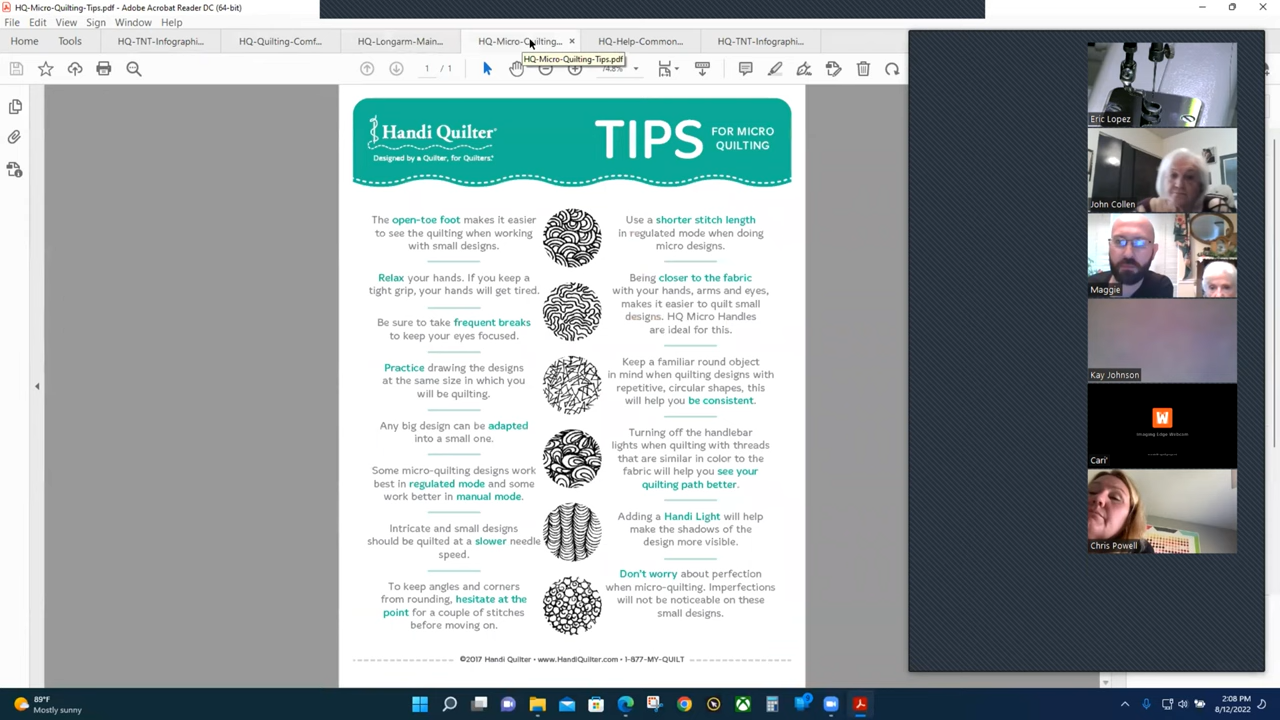 HQ-Micro-Quilting-Tips.pdf - Adobe Acrobat Reader DC (64-bit)
File Edit View Sign Window Help
Home Tools HQ-TNT-Infographi... HQ-Quilting-Comf... HQ-Longarm-Main... HQ-Micro-Quilting... HQ-Help-Common... HQ-TNT-Infographi...
HQ-Micro-Quilting-Tips.pdf
1 / 1
74.8%
Handi Quilter®
Designed by a Quilter, for Quilters.®
TIPS
FOR MICRO
QUILTING
The open-toe foot makes it easier
to see the quilting when working
with small designs.
Relax your hands. If you keep a
tight grip, your hands will get tired.
Be sure to take frequent breaks
to keep your eyes focused.
Practice drawing the designs
at the same size in which you
will be quilting.
Any big design can be adapted
into a small one.
Some micro-quilting designs work
best in regulated mode and some
work better in manual mode.
Intricate and small designs
should be quilted at a slower needle
speed.
To keep angles and corners
from rounding, hesitate at the
point for a couple of stitches
before moving on.
Use a shorter stitch length
in regulated mode when doing
micro designs.
Being closer to the fabric
with your hands, arms and eyes,
makes it easier to quilt small
designs. HQ Micro Handles
are ideal for this.
Keep a familiar round object
in mind when quilting designs with
repetitive, circular shapes, this
will help you be consistent.
Turning off the handlebar
lights when quilting with threads
that are similar in color to the
fabric will help you see your
quilting path better.
Adding a Handi Light will help
make the shadows of the
design more visible.
Don't worry about perfection
when micro-quilting. Imperfections
will not be noticeable on these
small designs.
©2017 Handi Quilter • www.HandiQuilter.com • 1-877-MY-QUILT
Eric Lopez
John Collen
Maggie
Kay Johnson
W
Imaging Edge Webcam
Cari'
Chris Powell
89°F
Mostly sunny
2:08 PM
8/12/2022